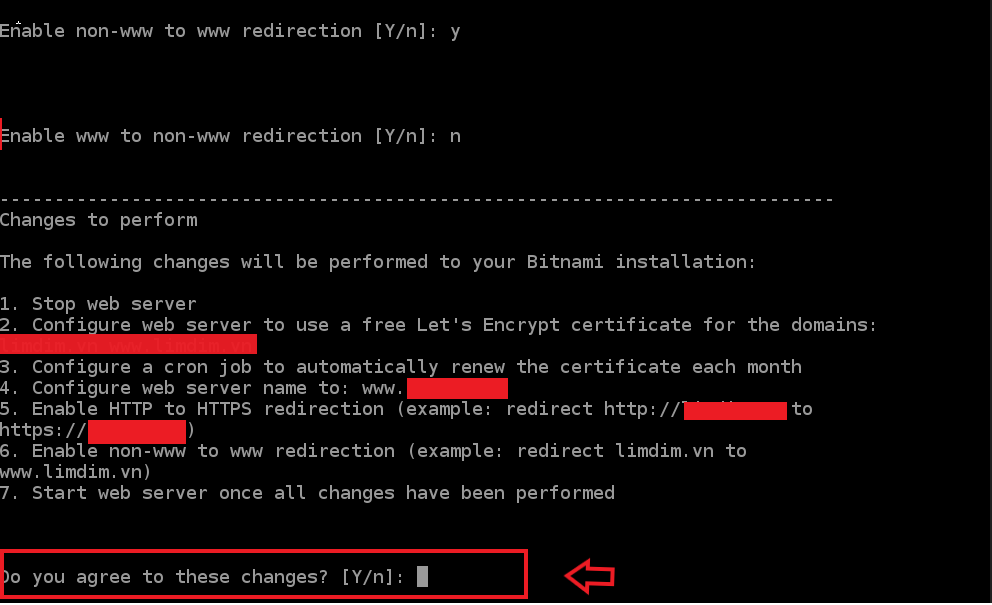 Enable non-www to www redirection [Y/n]: y
Enable www to non-www redirection [Y/n]: n
----------------------------------------------------------------------------
Changes to perform
The following changes will be performed to your Bitnami installation:
1. Stop web server
2. Configure web server to use a free Let's Encrypt certificate for the domains:
limdim.vn www.limdim.vn
3. Configure a cron job to automatically renew the certificate each month
4. Configure web server name to: www.
5. Enable HTTP to HTTPS redirection (example: redirect http:// to
https:// )
6. Enable non-www to www redirection (example: redirect limdim.vn to
www.limdim.vn)
7. Start web server once all changes have been performed
Do you agree to these changes? [Y/n]: